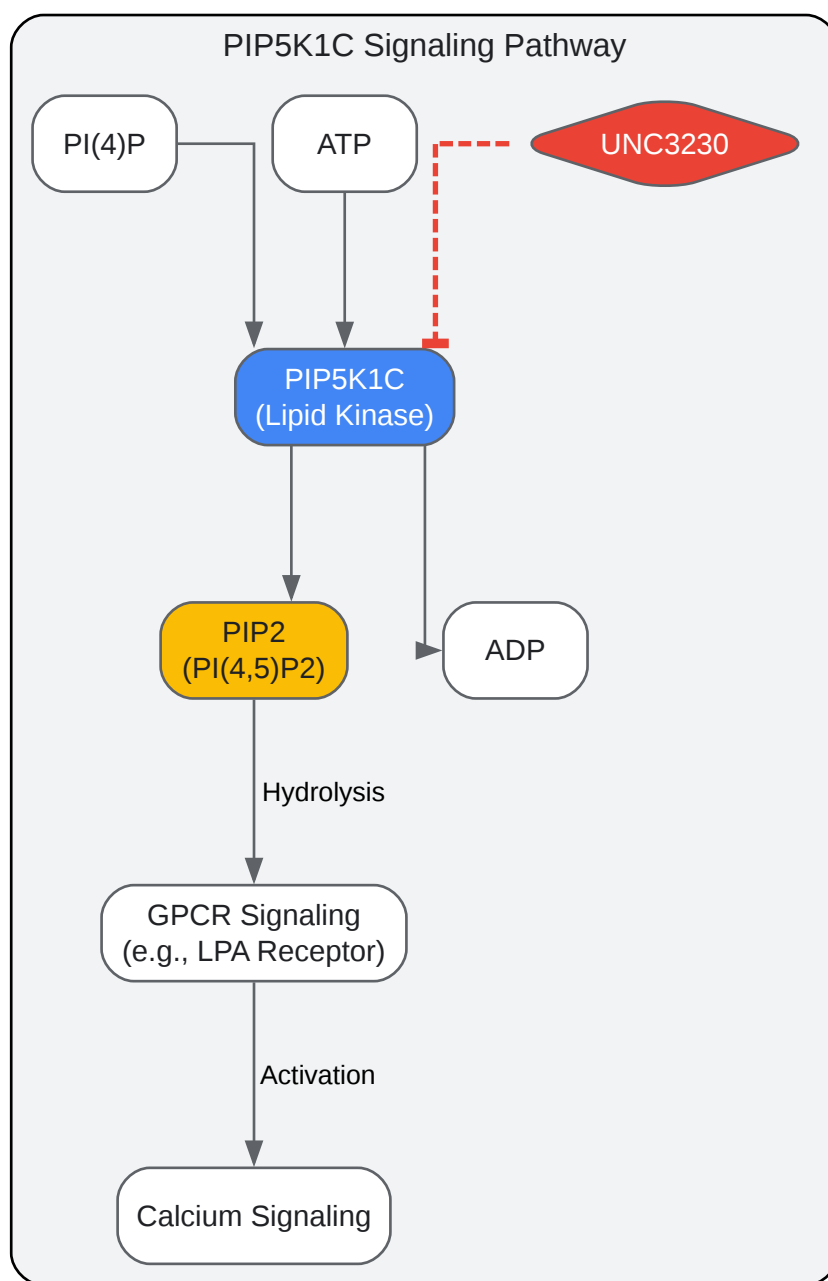 PIP5K1C Signaling Pathway
PI(4)P
ATP
UNC3230
PIP5K1C
(Lipid Kinase)
PIP2
(PI(4,5)P2)
ADP
Hydrolysis
GPCR Signaling
(e.g., LPA Receptor)
Activation
Calcium Signaling